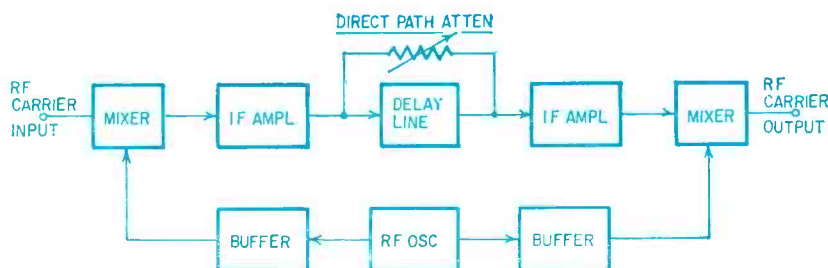 DIRECT PATH ATTEN
RF
CARRIER
INPUT
MIXER
IF AMPL
DELAY
LINE
IF AMPL
MIXER
RF
CARRIER
OUTPUT
BUFFER
RF OSC
BUFFER